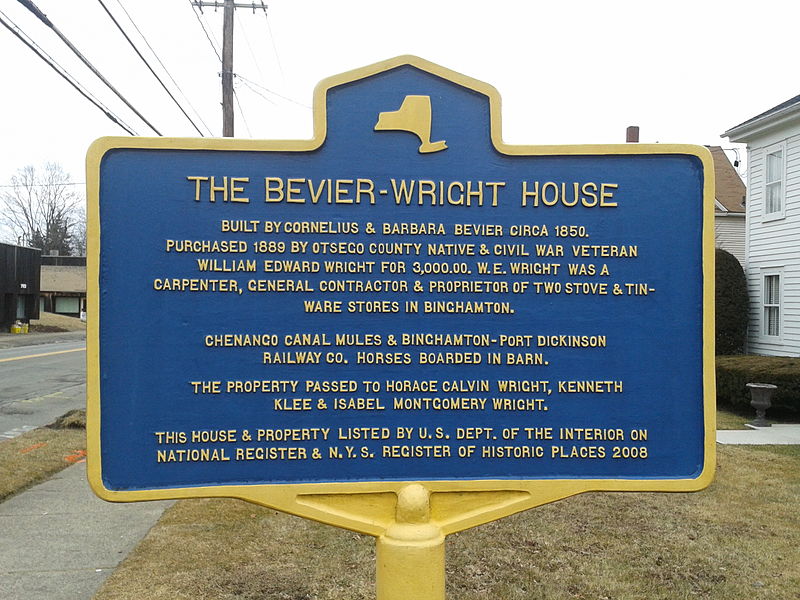 THE BEVIER-WRIGHT HOUSE
BUILT BY CORNELIUS & BARBARA BEVIER CIRCA 1850.
PURCHASED 1889 BY OTSEGO COUNTY NATIVE & CIVIL WAR VETERAN
WILLIAM EDWARD WRIGHT FOR 3,000.00. W.E. WRIGHT WAS A
CARPENTER, GENERAL CONTRACTOR & PROPRIETOR OF TWO STOVE & TIN-
WARE STORES IN BINGHAMTON.
CHENANGO CANAL MULES & BINGHAMTON-PORT DICKINSON
RAILWAY CO. HORSES BOARDED IN BARN.
THE PROPERTY PASSED TO HORACE CALVIN WRIGHT, KENNETH
KLEE & ISABEL MONTGOMERY WRIGHT.
THIS HOUSE & PROPERTY LISTED BY U.S. DEPT. OF THE INTERIOR ON
NATIONAL REGISTER & N.Y.S. REGISTER OF HISTORIC PLACES 2008